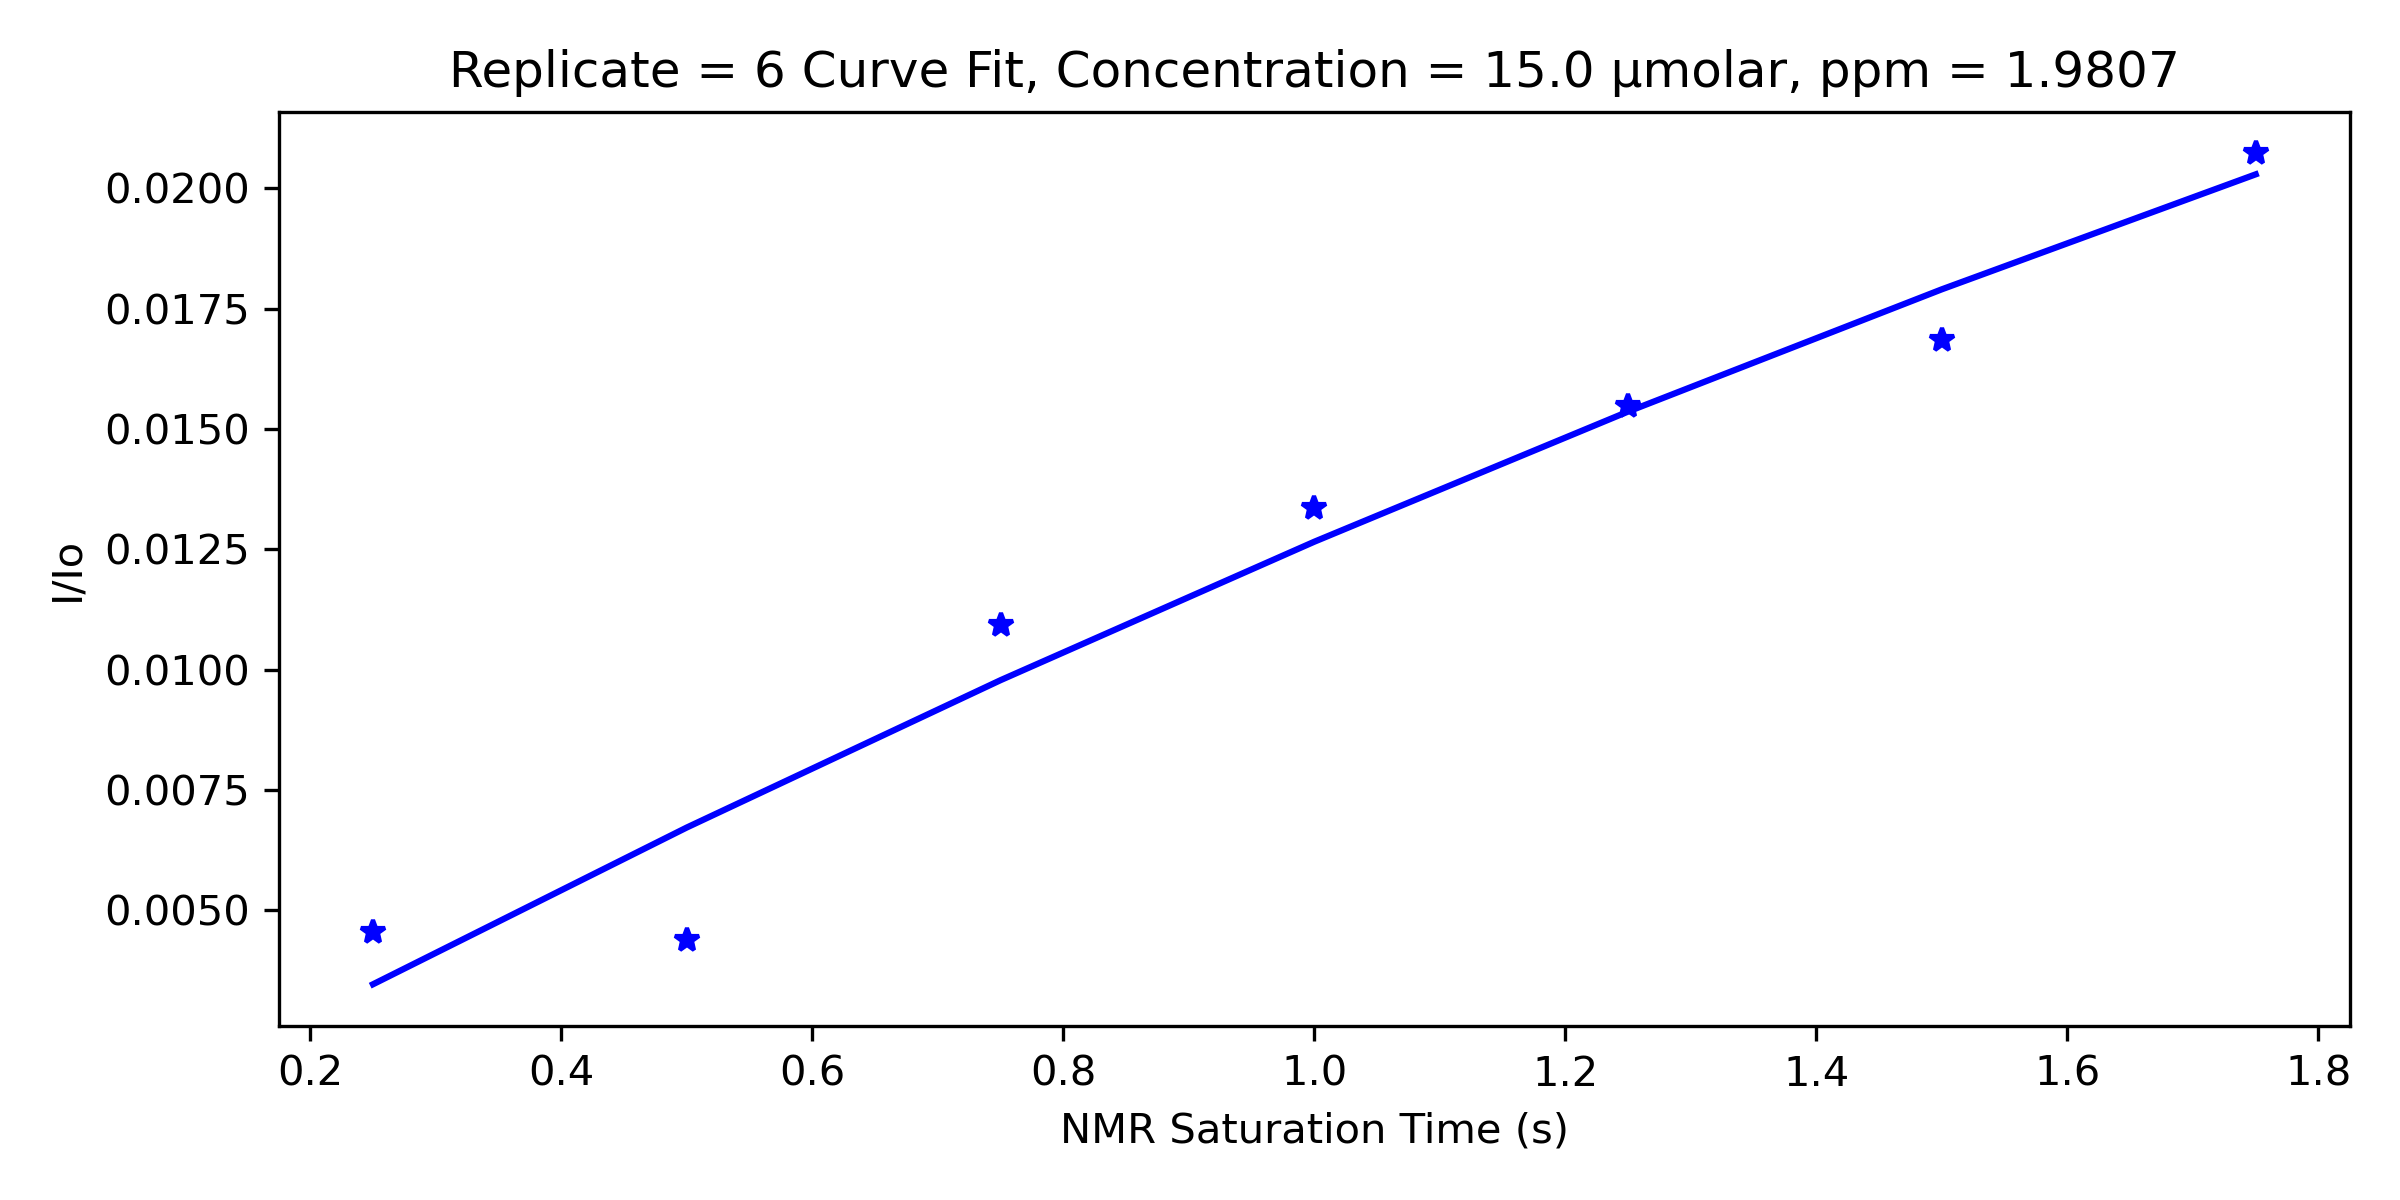 Replicate = 6 Curve Fit, Concentration = 15.0 µmolar, ppm = 1.9807
0.0200
0.0175
0.0150
0.0125
0.0100
0.0075
0.0050
I/Io
0.2 0.4 0.6 0.8 1.0 1.2 1.4 1.6 1.8
NMR Saturation Time (s)